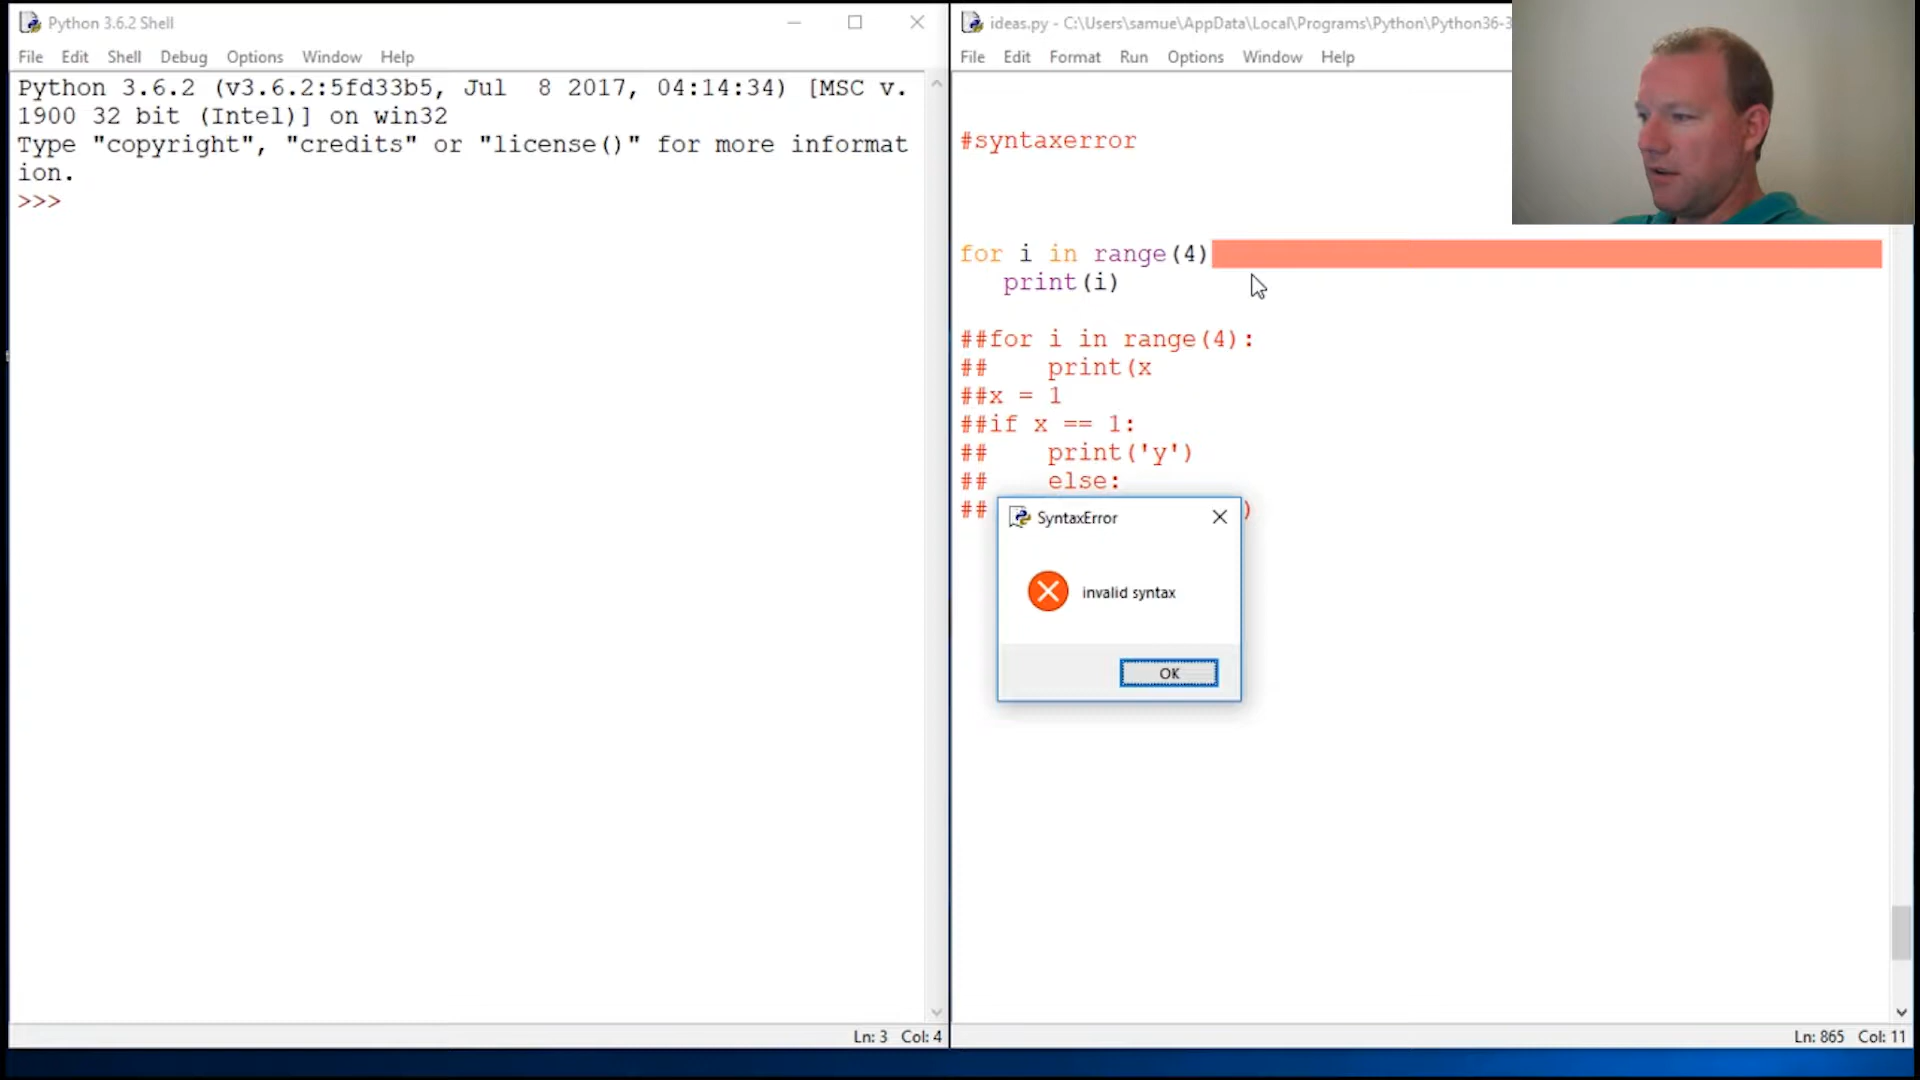 Python 3.6.2 Shell
File Edit Shell Debug Options Window Help
Python 3.6.2 (v3.6.2:5fd33b5, Jul  8 2017, 04:14:34) [MSC v.
1900 32 bit (Intel)] on win32
Type "copyright", "credits" or "license()" for more informat
ion.
>>>
Ln: 3 Col: 4
ideas.py - C:\Users\samue\AppData\Local\Programs\Python\Python36-3
File Edit Format Run Options Window Help
#syntaxerror
for i in range(4)
   print(i)
##for i in range(4):
##    print(x
##x = 1
##if x == 1:
##    print('y')
##    else:
## )
SyntaxError
invalid syntax
OK
Ln: 865 Col: 11